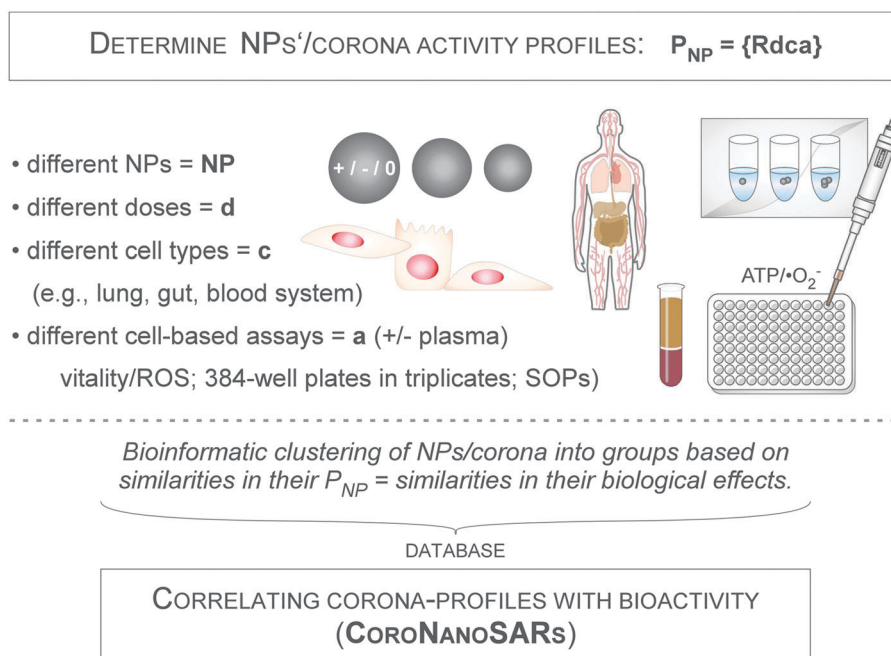 DETERMINE NPs‘/CORONA ACTIVITY PROFILES: P_NP = {Rdca}
• different NPs = NP
+ / - / 0
• different doses = d
• different cell types = c
(e.g., lung, gut, blood system)
ATP/•O₂⁻
• different cell-based assays = a (+/- plasma)
vitality/ROS; 384-well plates in triplicates; SOPs)
Bioinformatic clustering of NPs/corona into groups based on
similarities in their P_NP = similarities in their biological effects.
DATABASE
CORRELATING CORONA-PROFILES WITH BIOACTIVITY
(CORONANOSARs)